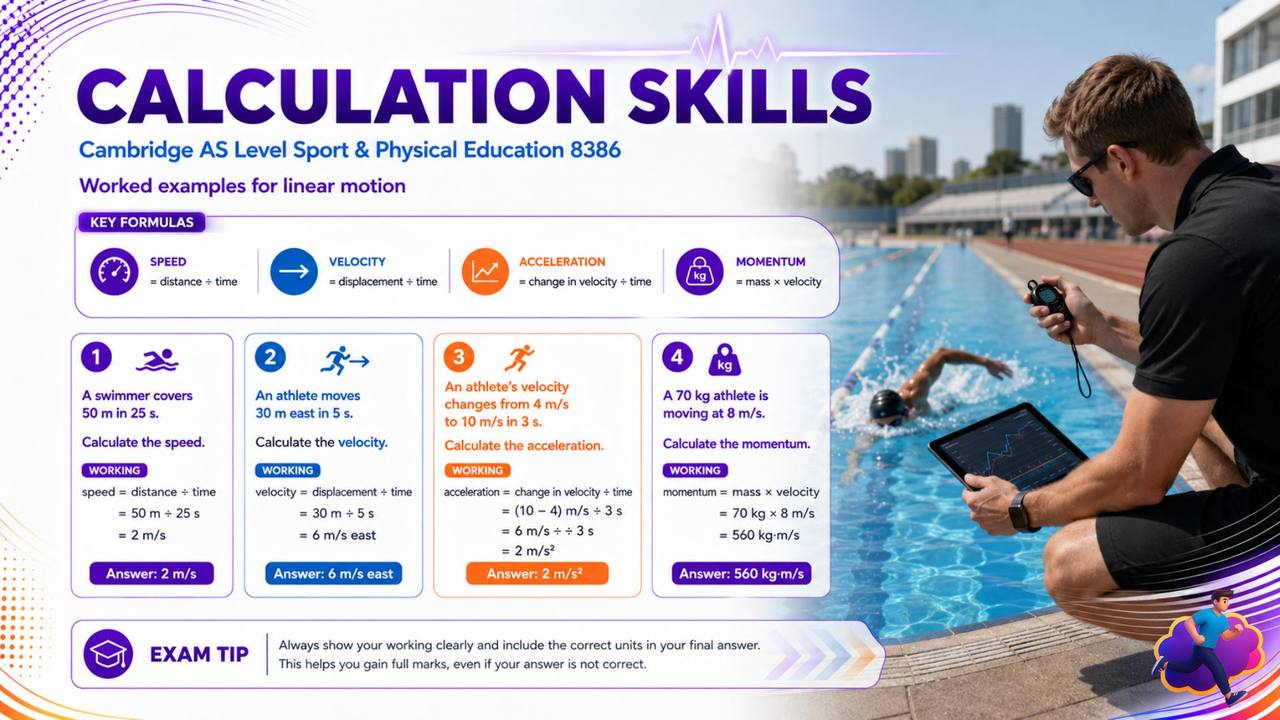 CALCULATION SKILLS
Cambridge AS Level Sport & Physical Education 8386
Worked examples for linear motion
KEY FORMULAS
SPEED
= distance ÷ time
VELOCITY
= displacement ÷ time
ACCELERATION
= change in velocity ÷ time
kg
MOMENTUM
= mass × velocity
1
A swimmer covers
50 m in 25 s.
Calculate the speed.
WORKING
speed = distance ÷ time
= 50 m ÷ 25 s
= 2 m/s
Answer: 2 m/s
2
An athlete moves
30 m east in 5 s.
Calculate the velocity.
WORKING
velocity = displacement ÷ time
= 30 m ÷ 5 s
= 6 m/s east
Answer: 6 m/s east
3
An athlete's velocity
changes from 4 m/s
to 10 m/s in 3 s.
Calculate the acceleration.
WORKING
acceleration = change in velocity ÷ time
= (10 − 4) m/s ÷ 3 s
= 6 m/s ÷ ÷ 3 s
= 2 m/s²
Answer: 2 m/s²
4
kg
A 70 kg athlete is
moving at 8 m/s.
Calculate the momentum.
WORKING
momentum = mass × velocity
= 70 kg × 8 m/s
= 560 kg·m/s
Answer: 560 kg·m/s
EXAM TIP
Always show your working clearly and include the correct units in your final answer.
This helps you gain full marks, even if your answer is not correct.